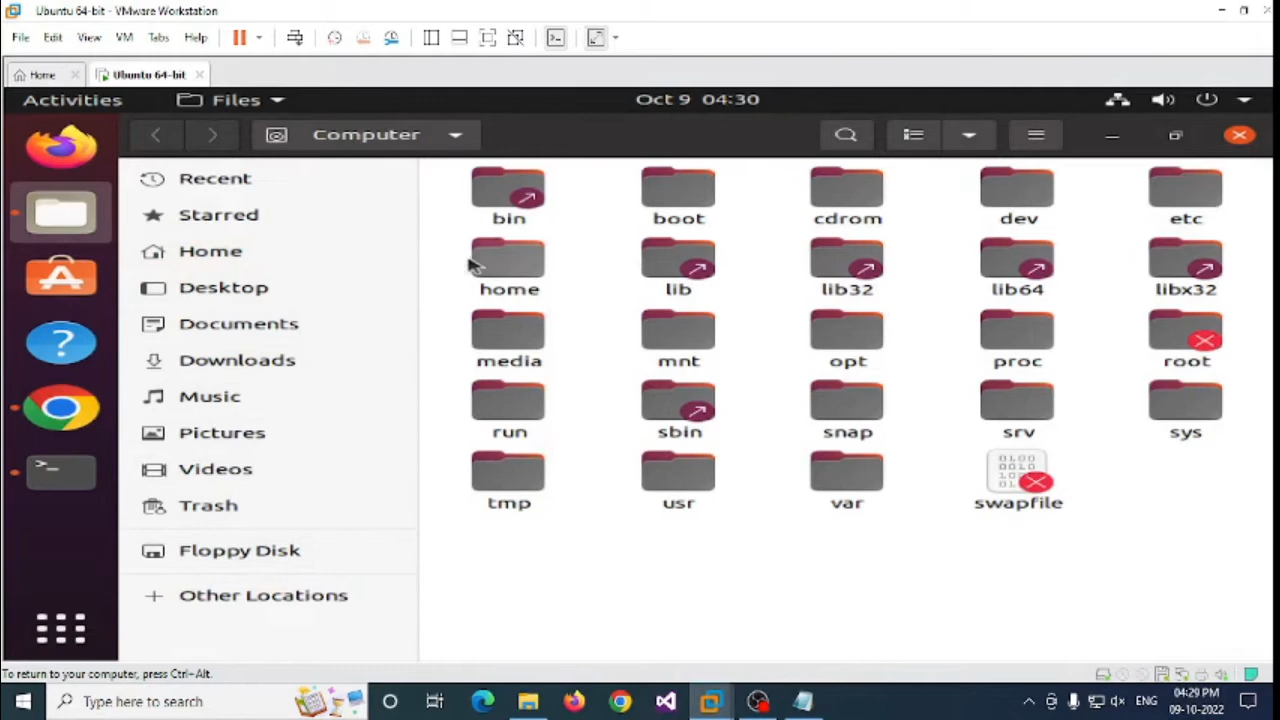 Ubuntu 64-bit - VMware Workstation
File Edit View VM Tabs Help
Home Ubuntu 64-bit
Activities Files Oct 9 04:30
Computer
Recent
Starred
Home
Desktop
Documents
Downloads
Music
Pictures
Videos
Trash
Floppy Disk
Other Locations
bin boot cdrom dev etc
home lib lib32 lib64 libx32
media mnt opt proc root
run sbin snap srv sys
tmp usr var swapfile
To return to your computer, press Ctrl+Alt.
Type here to search
ENG
04:29 PM
09-10-2022